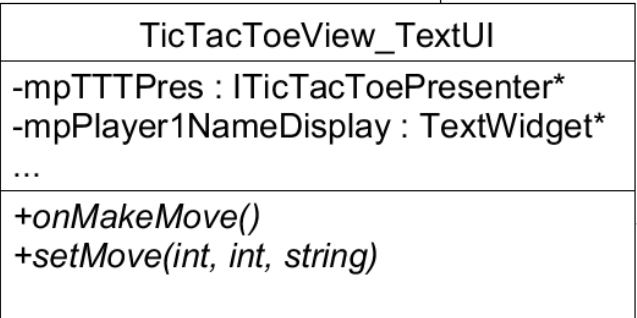 TicTacToeView_TextUI
-mpTTTPres : ITicTacToePresenter*
-mpPlayer1NameDisplay : TextWidget*
...
+onMakeMove()
+setMove(int, int, string)